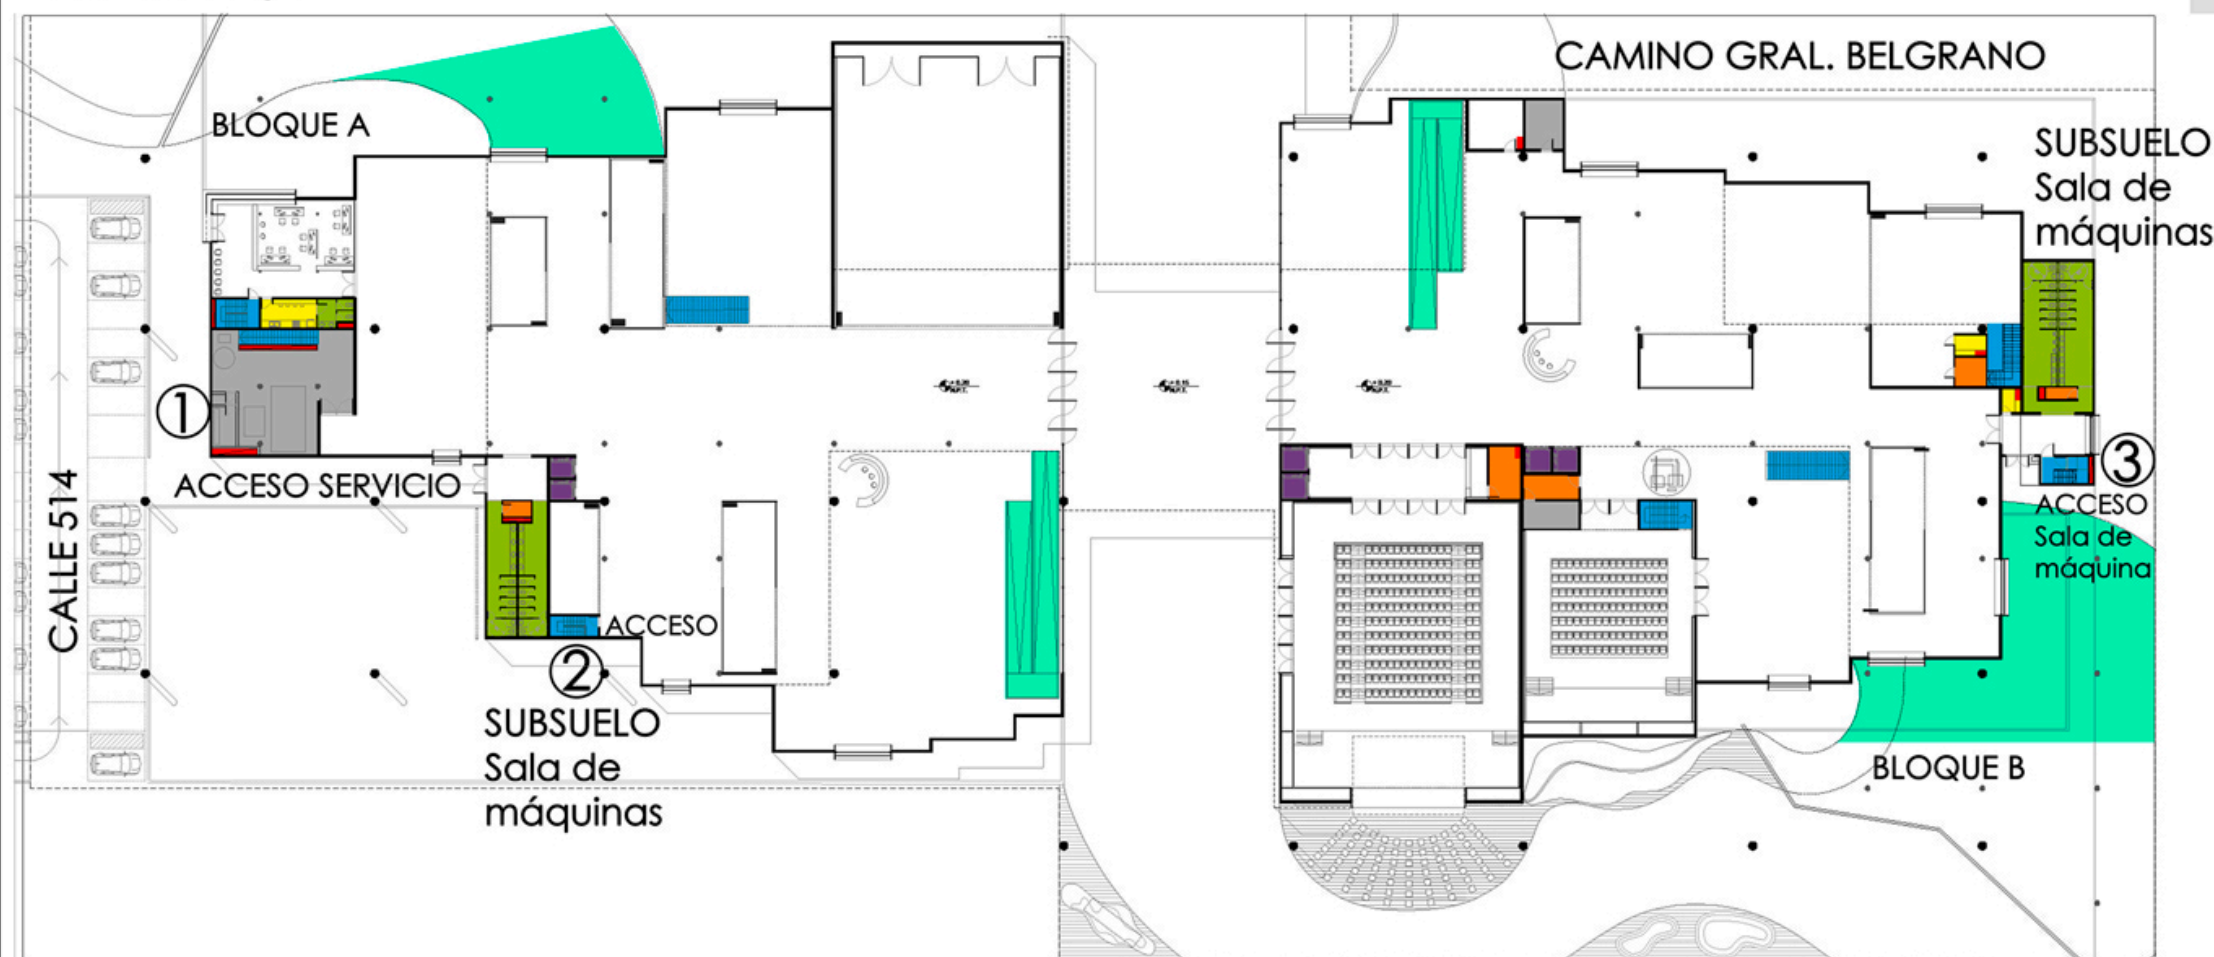 CAMINO GRAL. BELGRANO
BLOQUE A
SUBSUELO
Sala de
máquinas
1
ACCESO SERVICIO
CALLE 514
3
ACCESO
Sala de
máquina
ACCESO
2
SUBSUELO
Sala de
máquinas
BLOQUE B